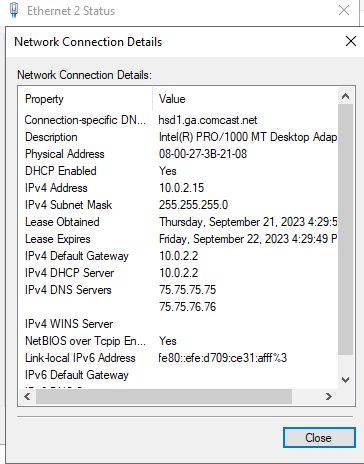 Ethernet 2 Status
Network Connection Details
Network Connection Details:
Property Value
Connection-specific DN... hsd1.ga.comcast.net
Description Intel(R) PRO/1000 MT Desktop Adap
Physical Address 08-00-27-3B-21-08
DHCP Enabled Yes
IPv4 Address 10.0.2.15
IPv4 Subnet Mask 255.255.255.0
Lease Obtained Thursday, September 21, 2023 4:29:5
Lease Expires Friday, September 22, 2023 4:29:49 P
IPv4 Default Gateway 10.0.2.2
IPv4 DHCP Server 10.0.2.2
IPv4 DNS Servers 75.75.75.75
75.75.76.76
IPv4 WINS Server
NetBIOS over Tcpip En... Yes
Link-local IPv6 Address fe80::efe:d709:ce31:afff%3
IPv6 Default Gateway
Close